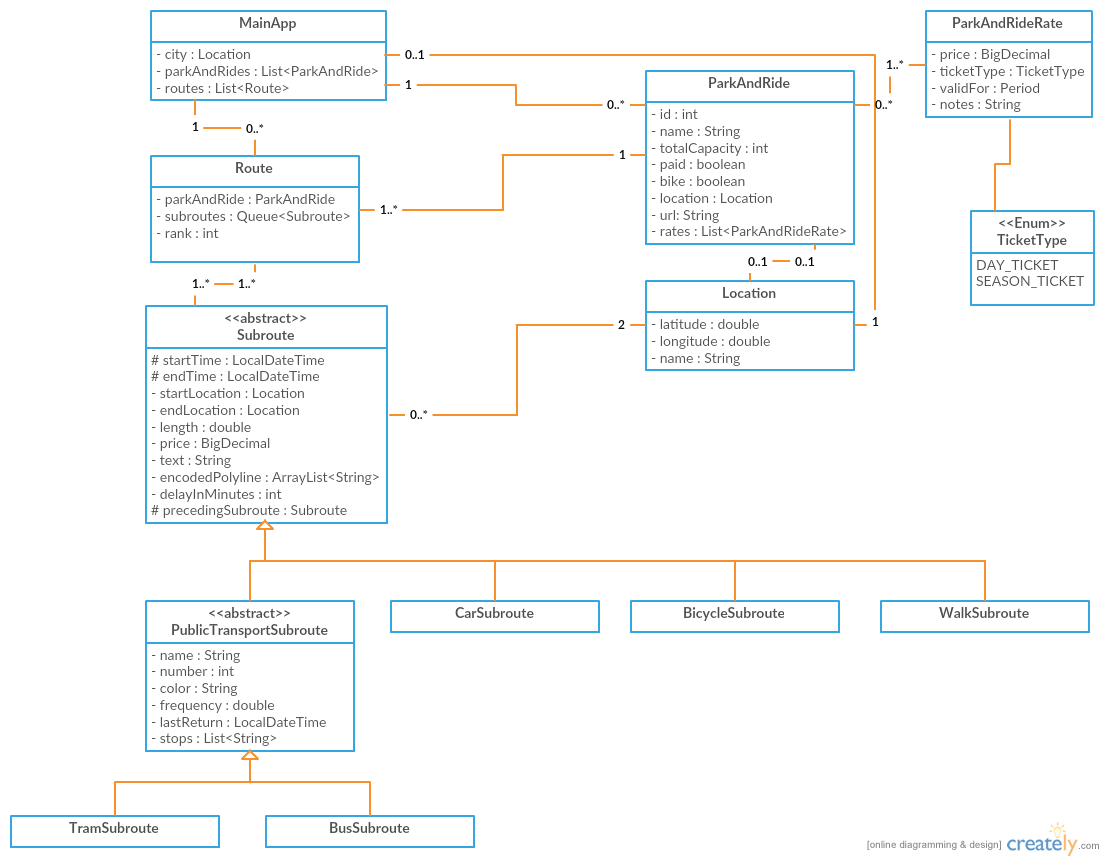 MainApp
- city : Location
- parkAndRides : List<ParkAndRide>
- routes : List<Route>
0..1
1
0..*
1
0..*
ParkAndRide
- id : int
- name : String
- totalCapacity : int
- paid : boolean
- bike : boolean
- location : Location
- url: String
- rates : List<ParkAndRideRate>
1..*
0..*
ParkAndRideRate
- price : BigDecimal
- ticketType : TicketType
- validFor : Period
- notes : String
<<Enum>>
TicketType
DAY_TICKET
SEASON_TICKET
Route
- parkAndRide : ParkAndRide
- subroutes : Queue<Subroute>
- rank : int
1..*
1
0..1
0..1
Location
- latitude : double
- longitude : double
- name : String
1
2
0..*
1..*
1..*
<<abstract>>
Subroute
# startTime : LocalDateTime
# endTime : LocalDateTime
- startLocation : Location
- endLocation : Location
- length : double
- price : BigDecimal
- text : String
- encodedPolyline : ArrayList<String>
- delayInMinutes : int
# precedingSubroute : Subroute
<<abstract>>
PublicTransportSubroute
- name : String
- number : int
- color : String
- frequency : double
- lastReturn : LocalDateTime
- stops : List<String>
CarSubroute
BicycleSubroute
WalkSubroute
TramSubroute
BusSubroute
[online diagramming & design] creately.com